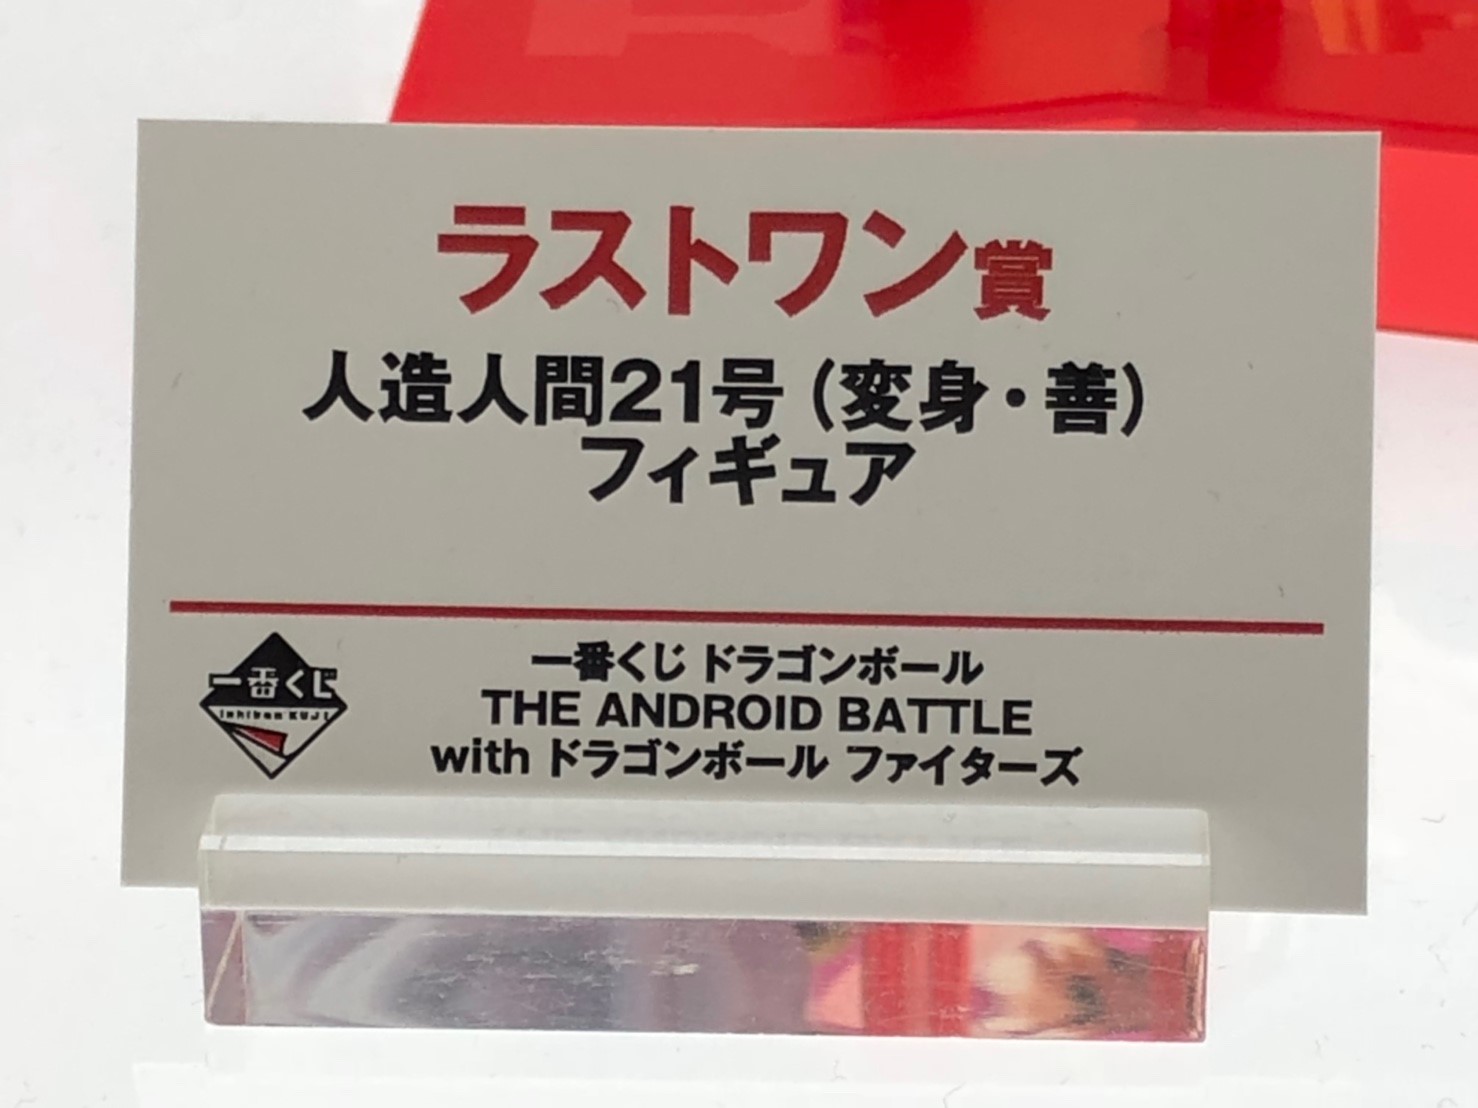 ラストワン賞
人造人間21号(変身・善)
フィギュア
一番くじ
Ichiban KUJI
一番くじ ドラゴンボール
THE ANDROID BATTLE
with ドラゴンボール ファイターズ